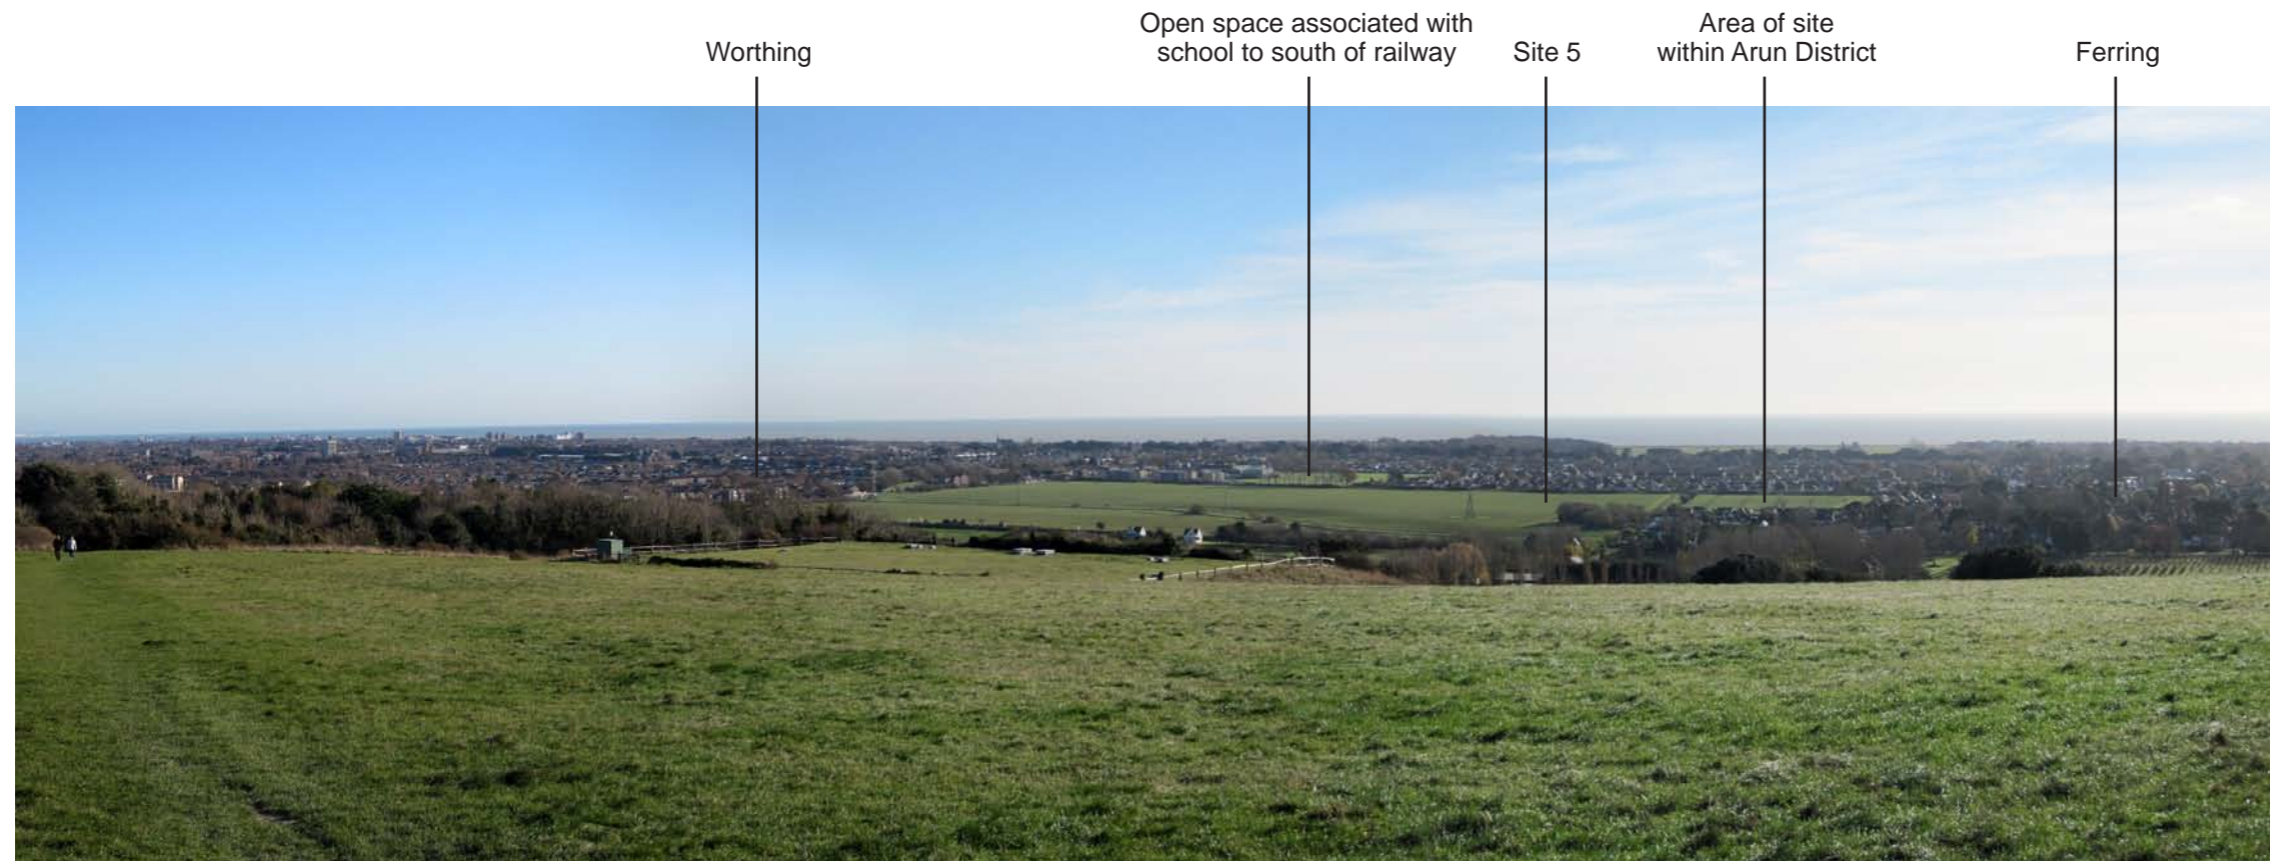 Worthing
Open space associated with
school to south of railway
Site 5
Area of site
within Arun District
Ferring